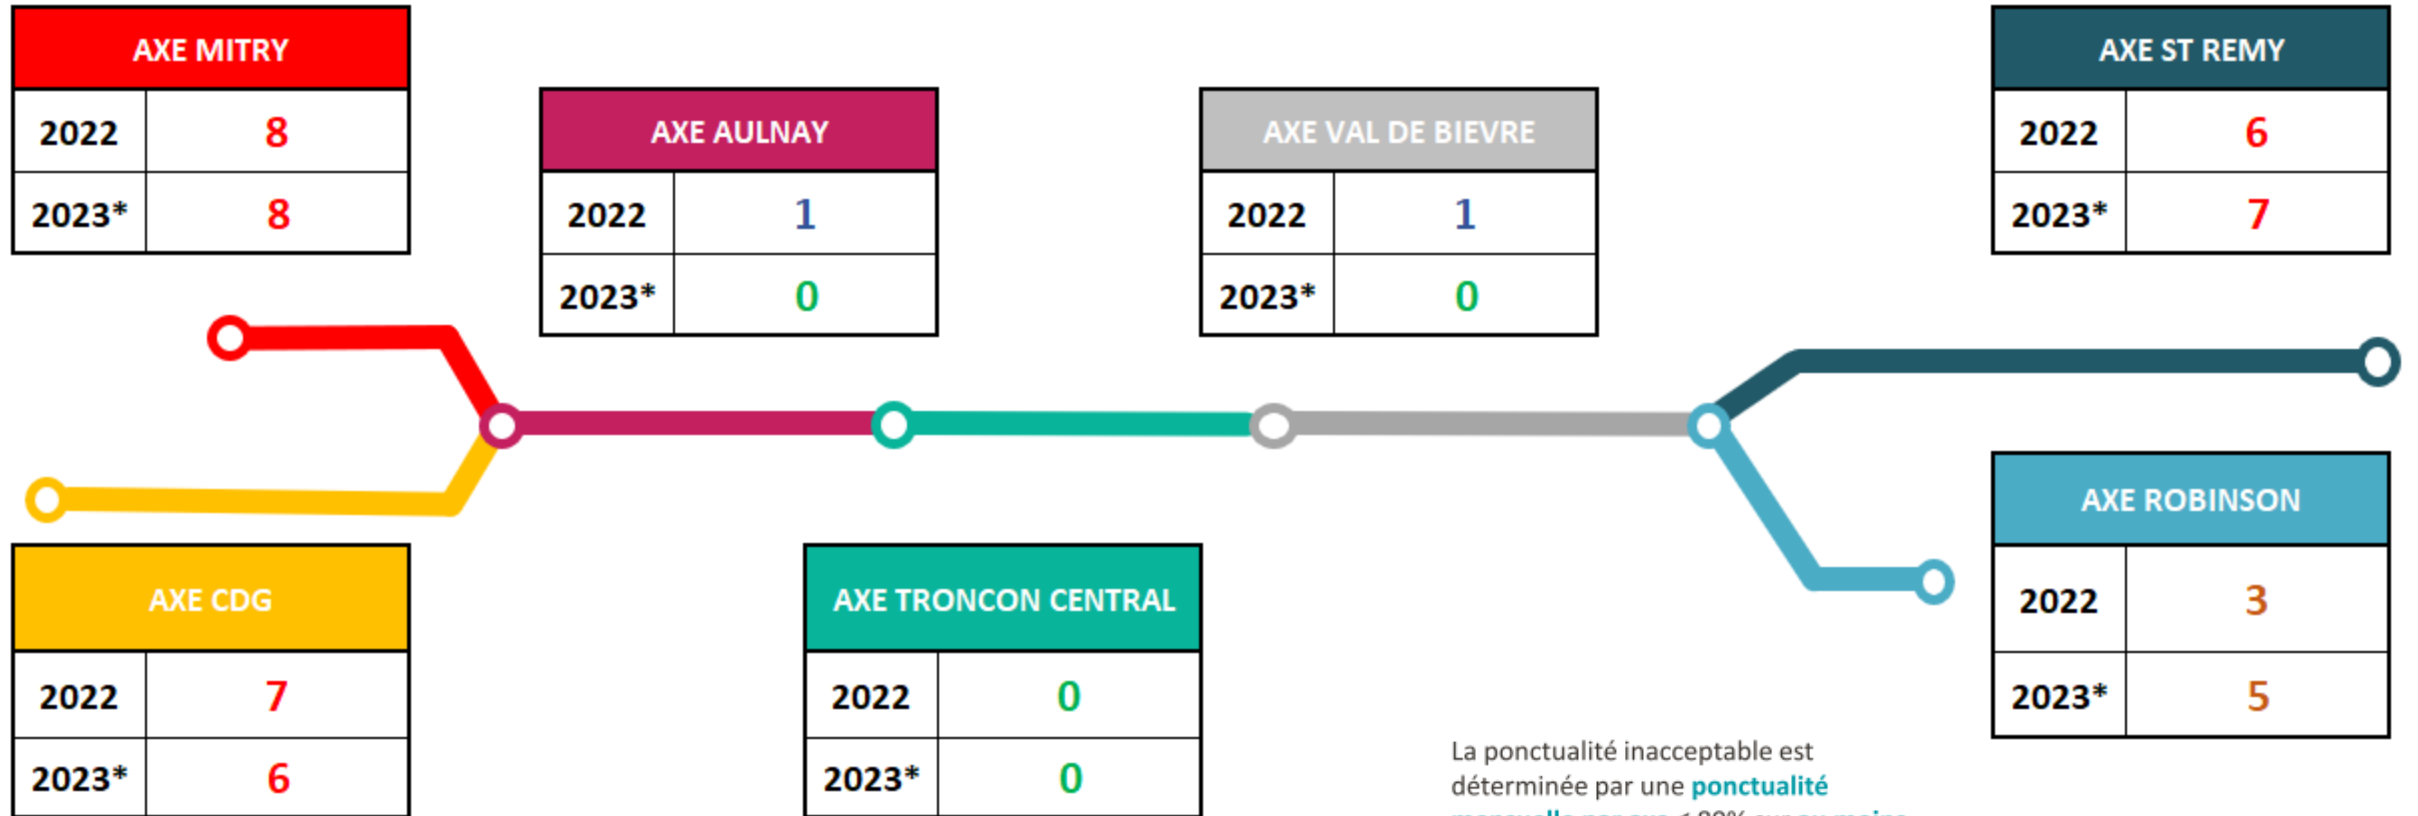 AXE MITRY
2022 8
2023* 8
AXE AULNAY
2022 1
2023* 0
AXE VAL DE BIEVRE
2022 1
2023* 0
AXE ST REMY
2022 6
2023* 7
AXE CDG
2022 7
2023* 6
AXE TRONCON CENTRAL
2022 0
2023* 0
AXE ROBINSON
2022 3
2023* 5
La ponctualité inacceptable est
déterminée par une ponctualité